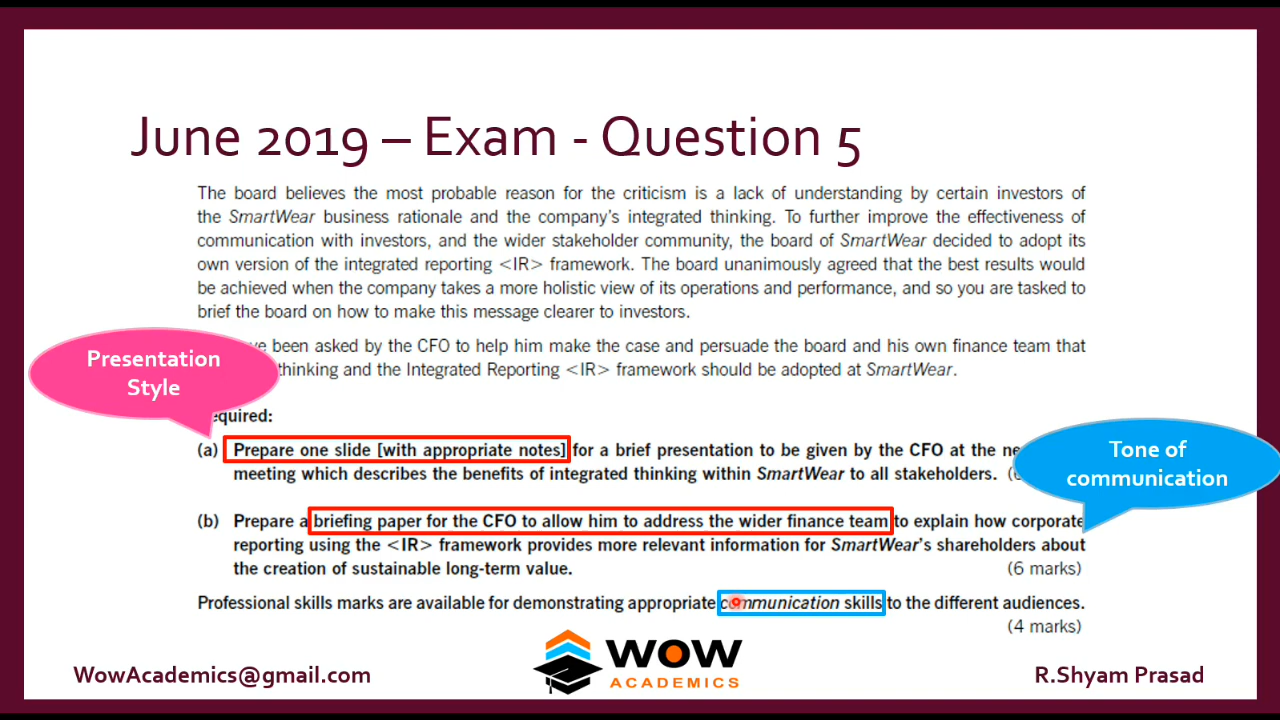 June 2019 – Exam - Question 5
The board believes the most probable reason for the criticism is a lack of understanding by certain investors of
the SmartWear business rationale and the company's integrated thinking. To further improve the effectiveness of
communication with investors, and the wider stakeholder community, the board of SmartWear decided to adopt its
own version of the integrated reporting <IR> framework. The board unanimously agreed that the best results would
be achieved when the company takes a more holistic view of its operations and performance, and so you are tasked to
brief the board on how to make this message clearer to investors.
been asked by the CFO to help him make the case and persuade the board and his own finance team that
thinking and the Integrated Reporting <IR> framework should be adopted at SmartWear.
Presentation
Style
equired:
(a) Prepare one slide [with appropriate notes] for a brief presentation to be given by the CFO at the
meeting which describes the benefits of integrated thinking within SmartWear to all stakeholders.
Tone of
communication
(b) Prepare a briefing paper for the CFO to allow him to address the wider finance team to explain how corporate
reporting using the <IR> framework provides more relevant information for SmartWear's shareholders about
the creation of sustainable long-term value. (6 marks)
Professional skills marks are available for demonstrating appropriate communication skills to the different audiences.
(4 marks)
WowAcademics@gmail.com
WOW
ACADEMICS
R.Shyam Prasad